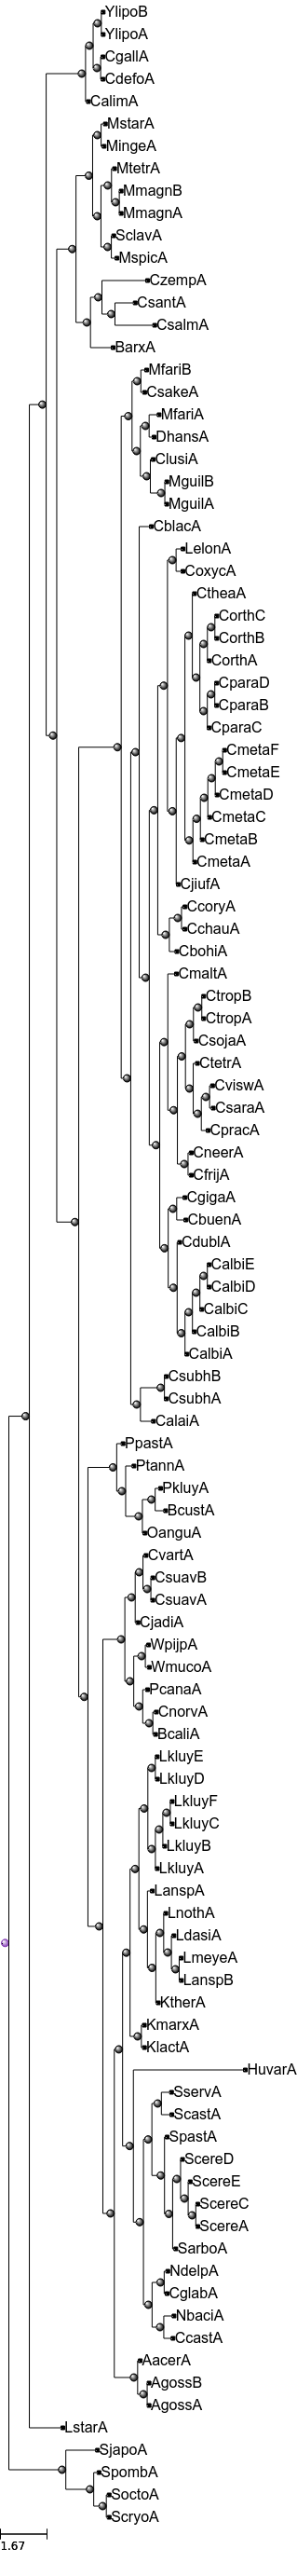 YlipoB
YlipoA
CgallA
CdefoA
CalimA
MstarA
MingeA
MtetrA
MmagnB
MmagnA
SclavA
MspicA
CzempA
CsantA
CsalmA
BarxA
MfariB
CsakeA
MfariA
DhansA
ClusiA
MguilB
MguilA
CblacA
LelonA
CoxycA
CtheaA
CorthC
CorthB
CorthA
CparaD
CparaB
CparaC
CmetaF
CmetaE
CmetaD
CmetaC
CmetaB
CmetaA
CjiufA
CcoryA
CchauA
CbohiA
CmaltA
CtropB
CtropA
CsojaA
CtetrA
CviswA
CsaraA
CpracA
CneerA
CfrijA
CgigaA
CbuenA
CdublA
CalbiE
CalbiD
CalbiC
CalbiB
CalbiA
CsubhB
CsubhA
CalaiA
PpastA
PtannA
PkluyA
BcustA
OanguA
CvartA
CsuavB
CsuavA
CjadiA
WpijpA
WmucoA
PcanaA
CnorvA
BcaliA
LkluyE
LkluyD
LkluyF
LkluyC
LkluyB
LkluyA
LanspA
LnothA
LdasiA
LmeyeA
LanspB
KtherA
KmarxA
KlactA
HuvarA
SservA
ScastA
SpastA
ScereD
ScereE
ScereC
ScereA
SarboA
NdelpA
CglabA
NbaciA
CcastA
AacerA
AgossB
AgossA
LstarA
SjapoA
SpombA
SoctoA
ScryoA
1.67